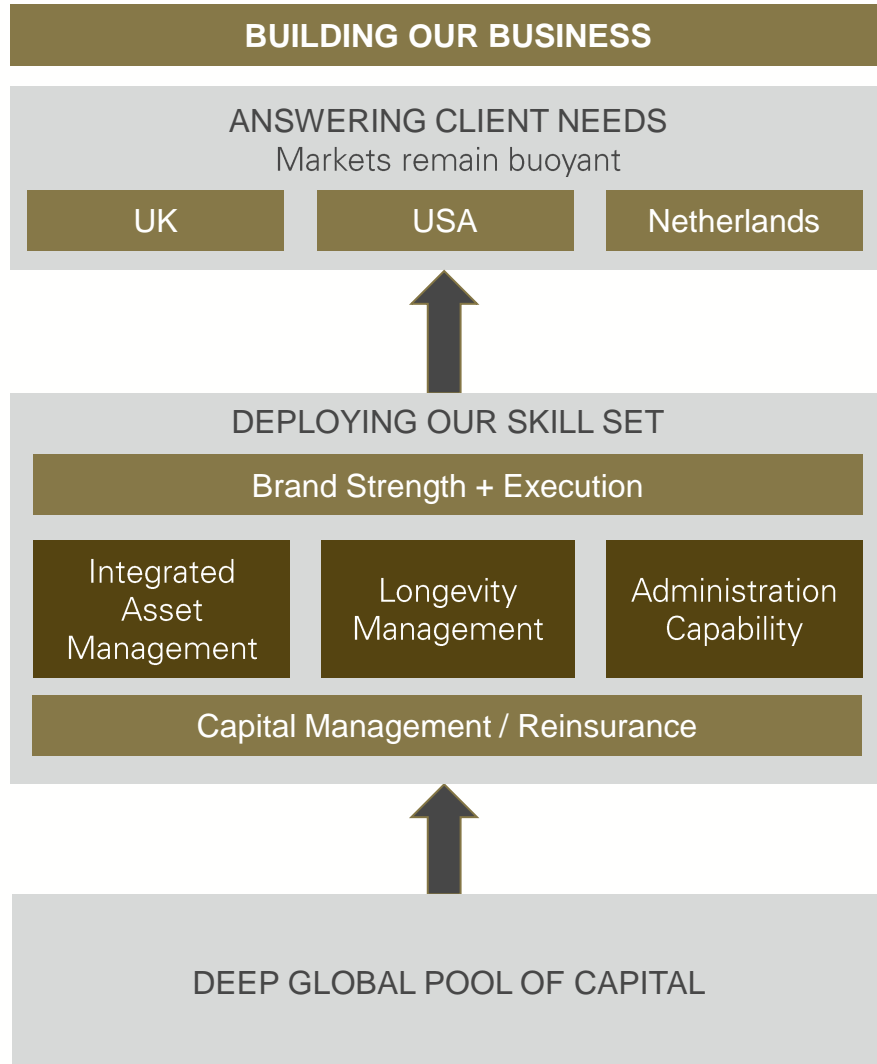 BUILDING OUR BUSINESS
ANSWERING CLIENT NEEDS
Markets remain buoyant
UK
USA
Netherlands
DEPLOYING OUR SKILL SET
Brand Strength + Execution
Integrated
Asset
Management
Longevity
Management
Administration
Capability
Capital Management / Reinsurance
DEEP GLOBAL POOL OF CAPITAL